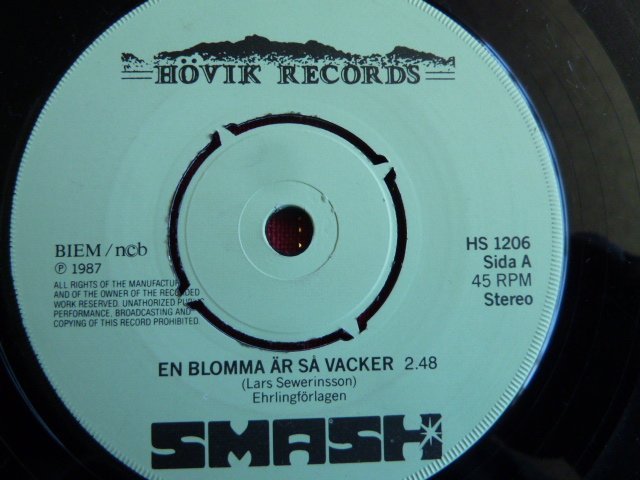 HÖVIK RECORDS
BIEM/ncb
℗ 1987
ALL RIGHTS OF THE MANUFACTUR
AND OF THE OWNER OF THE RECORDED
WORK RESERVED. UNAUTHORIZED PUBLIC
PERFORMANCE, BROADCASTING AND
COPYING OF THIS RECORD PROHIBITED.
HS 1206
Sida A
45 RPM
Stereo
EN BLOMMA ÄR SÅ VACKER 2.48
(Lars Sewerinsson)
Ehrlingförlagen
SMASH